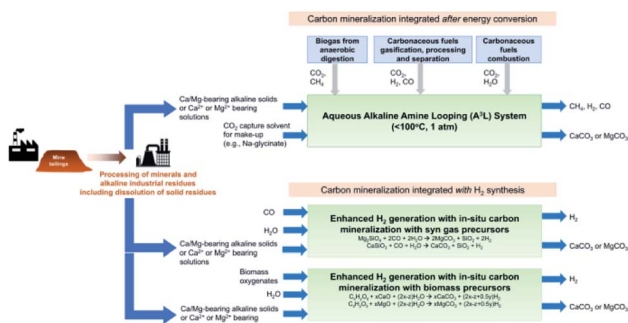 Carbon mineralization integrated after energy conversion
Biogas from
anaerobic
digestion
Carbonaceous fuels
gasification, processing
and separation
Carbonaceous
fuels
combustion
CO₂,
CH₄
CO₂,
H₂, CO
CO₂,
H₂O
Ca/Mg-bearing alkaline solids
or Ca²⁺ or Mg²⁺ bearing
solutions
CO₂ capture solvent
for make-up
(e.g., Na-glycinate)
Aqueous Alkaline Amine Looping (A³L) System
(<100°C, 1 atm)
CH₄, H₂, CO
CaCO₃ or MgCO₃
Mine
tailings
Processing of minerals and
alkaline industrial residues
including dissolution of solid residues
Carbon mineralization integrated with H₂ synthesis
CO
H₂O
Ca/Mg-bearing alkaline solids
or Ca²⁺ or Mg²⁺ bearing
solutions
Enhanced H₂ generation with in-situ carbon
mineralization with syn gas precursors
Mg₂SiO₄ + 2CO + 2H₂O → 2MgCO₃ + SiO₂ + 2H₂
CaSiO₃ + CO + H₂O → CaCO₃ + SiO₂ + H₂
H₂
CaCO₃ or MgCO₃
Biomass
oxygenates
H₂O
Ca/Mg-bearing alkaline solids
or Ca²⁺ or Mg²⁺ bearing
Enhanced H₂ generation with in-situ carbon
mineralization with biomass precursors
CₓHᵧO_z + xCaO + (2x-z)H₂O → xCaCO₃ + (2x-z+0.5y)H₂
CₓHᵧO_z + xMgO + (2x-z)H₂O → xMgCO₃ + (2x-z+0.5y)H₂
H₂
CaCO₃ or MgCO₃